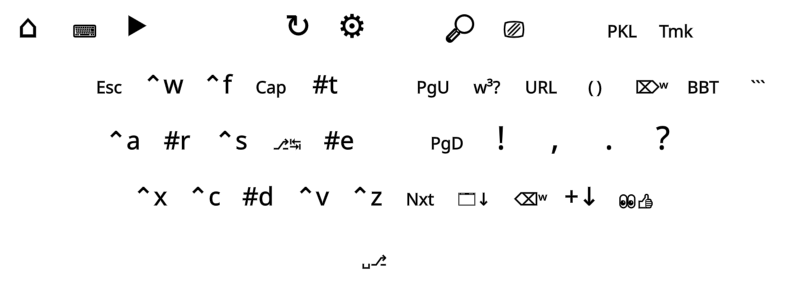 ⌂ ⌨ ▶ ↻ ⚙ 🔎 ⎚ PKL Tmk
Esc ^w ^f Cap #t PgU w³? URL () ⌦ʷ BBT ```
^a #r ^s ⎇↹ #e PgD ! , . ?
^x ^c #d ^v ^z Nxt 🗔↓ ⌫ʷ +↓ 👀👍
␣⎇